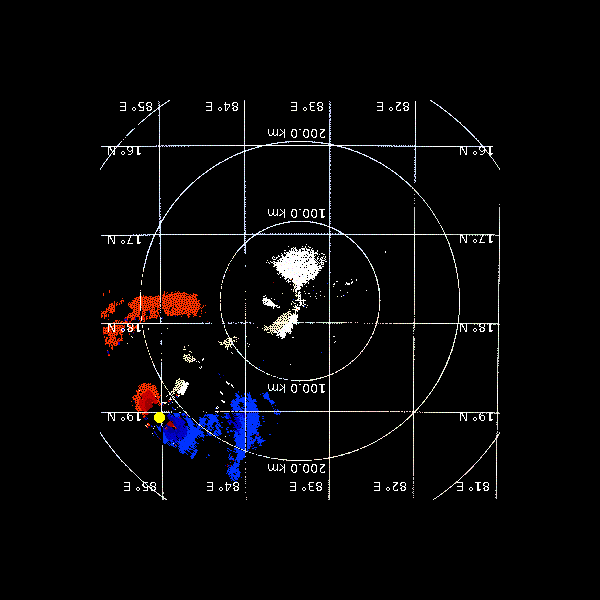 81° E 82° E 83° E 84° E 85° E
200.0 km
19° N 19° N
100.0 km
18° N 18° N
17° N 17° N
100.0 km
16° N 16° N
200.0 km
82° E 83° E 84° E 85° E